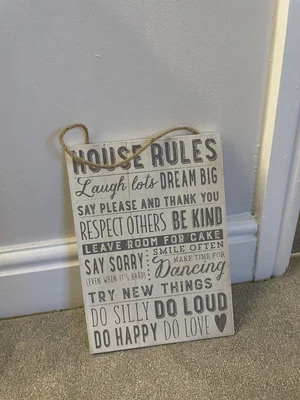 HOUSE RULES
Laugh lots DREAM BIG
SAY PLEASE AND THANK YOU
RESPECT OTHERS BE KIND
LEAVE ROOM FOR CAKE
SAY SORRY
(EVEN WHEN IT'S HARD)
SMILE OFTEN
MAKE TIME FOR
Dancing
TRY NEW THINGS
DO SILLY DO LOUD
DO HAPPY DO LOVE